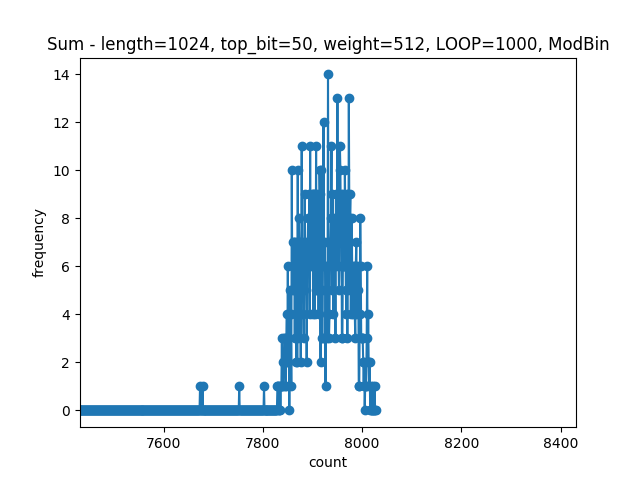 Sum - length=1024, top_bit=50, weight=512, LOOP=1000, ModBin
14
12
10
8
6
4
2
0
frequency
7600 7800 8000 8200 8400
count